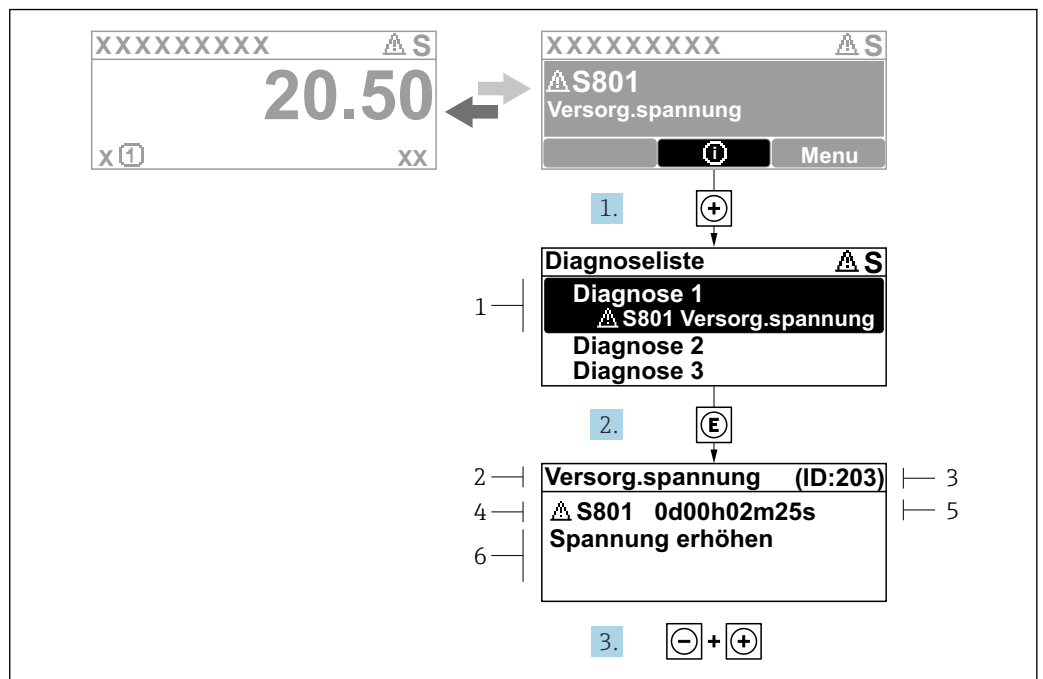 XXXXXXXXX ⚠ S
20.50
x ① xx
XXXXXXXXX ⚠ S
⚠ S801
Versorg.spannung
ⓘ Menu
1. +
Diagnoseliste ⚠ S
1
Diagnose 1
⚠ S801 Versorg.spannung
Diagnose 2
Diagnose 3
2. E
2 Versorg.spannung (ID:203) 3
4 ⚠ S801 0d00h02m25s 5
6 Spannung erhöhen
3. - + +